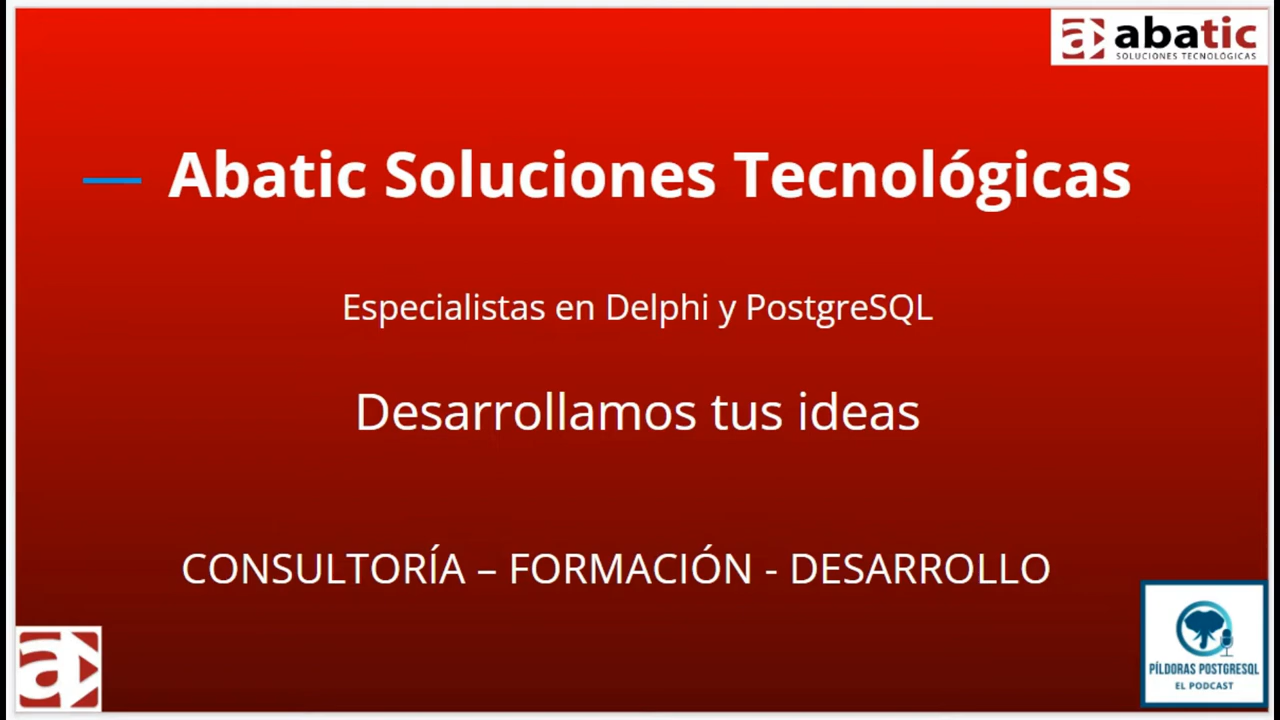 abatic
SOLUCIONES TECNOLÓGICAS
Abatic Soluciones Tecnológicas
Especialistas en Delphi y PostgreSQL
Desarrollamos tus ideas
CONSULTORÍA – FORMACIÓN - DESARROLLO
PÍLDORAS POSTGRESQL
EL PODCAST